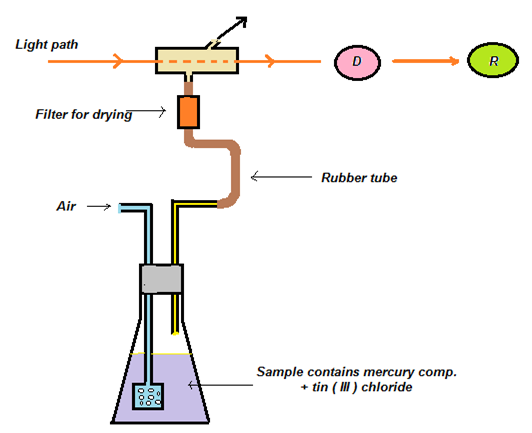 Light path
D
R
Filter for drying
Rubber tube
Air
Sample contains mercury comp.
+ tin ( III ) chloride